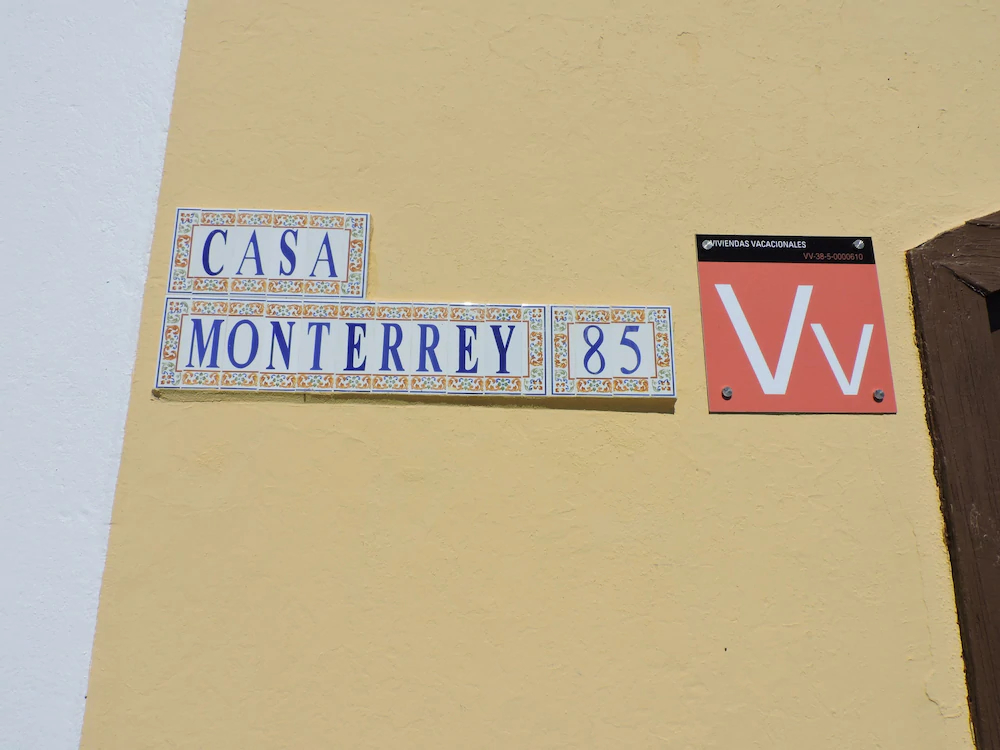 CASA
MONTERREY 85
VIVIENDAS VACACIONALES
VV-38-5-0000610
Vv